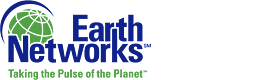 Earth
Networks℠
Taking the Pulse of the Planet™